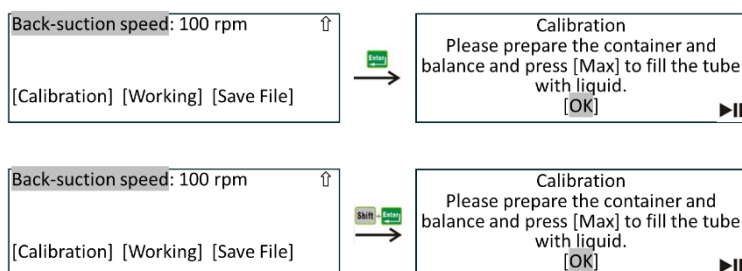 Back-suction speed: 100 rpm ⇧
[Calibration] [Working] [Save File]
Enter
Calibration
Please prepare the container and
balance and press [Max] to fill the tube
with liquid.
[OK]
Back-suction speed: 100 rpm ⇧
[Calibration] [Working] [Save File]
Shift + Enter
Calibration
Please prepare the container and
balance and press [Max] to fill the tube
with liquid.
[OK]